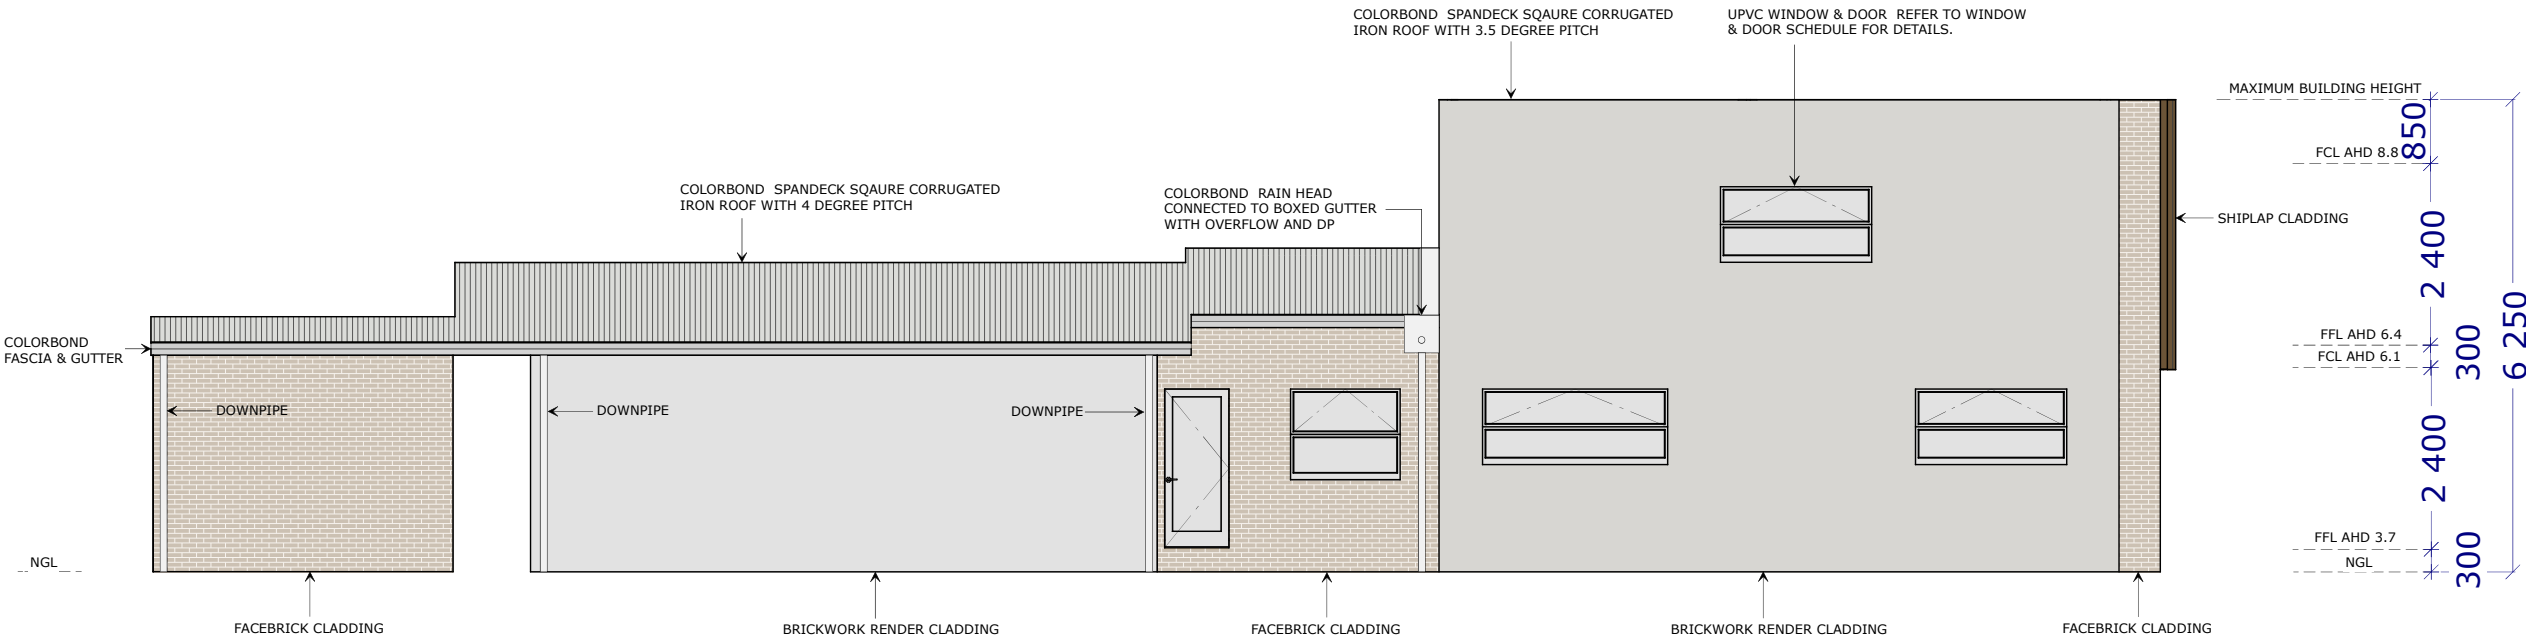 COLORBOND SPANDECK SQAURE CORRUGATED
IRON ROOF WITH 3.5 DEGREE PITCH
UPVC WINDOW & DOOR REFER TO WINDOW
& DOOR SCHEDULE FOR DETAILS.
MAXIMUM BUILDING HEIGHT
850
FCL AHD 8.8
COLORBOND SPANDECK SQAURE CORRUGATED
IRON ROOF WITH 4 DEGREE PITCH
COLORBOND RAIN HEAD
CONNECTED TO BOXED GUTTER
WITH OVERFLOW AND DP
SHIPLAP CLADDING
2 400
COLORBOND
FASCIA & GUTTER
FFL AHD 6.4
300
6 250
FCL AHD 6.1
DOWNPIPE
DOWNPIPE
DOWNPIPE
2 400
FFL AHD 3.7
300
NGL
NGL
FACEBRICK CLADDING
BRICKWORK RENDER CLADDING
FACEBRICK CLADDING
BRICKWORK RENDER CLADDING
FACEBRICK CLADDING